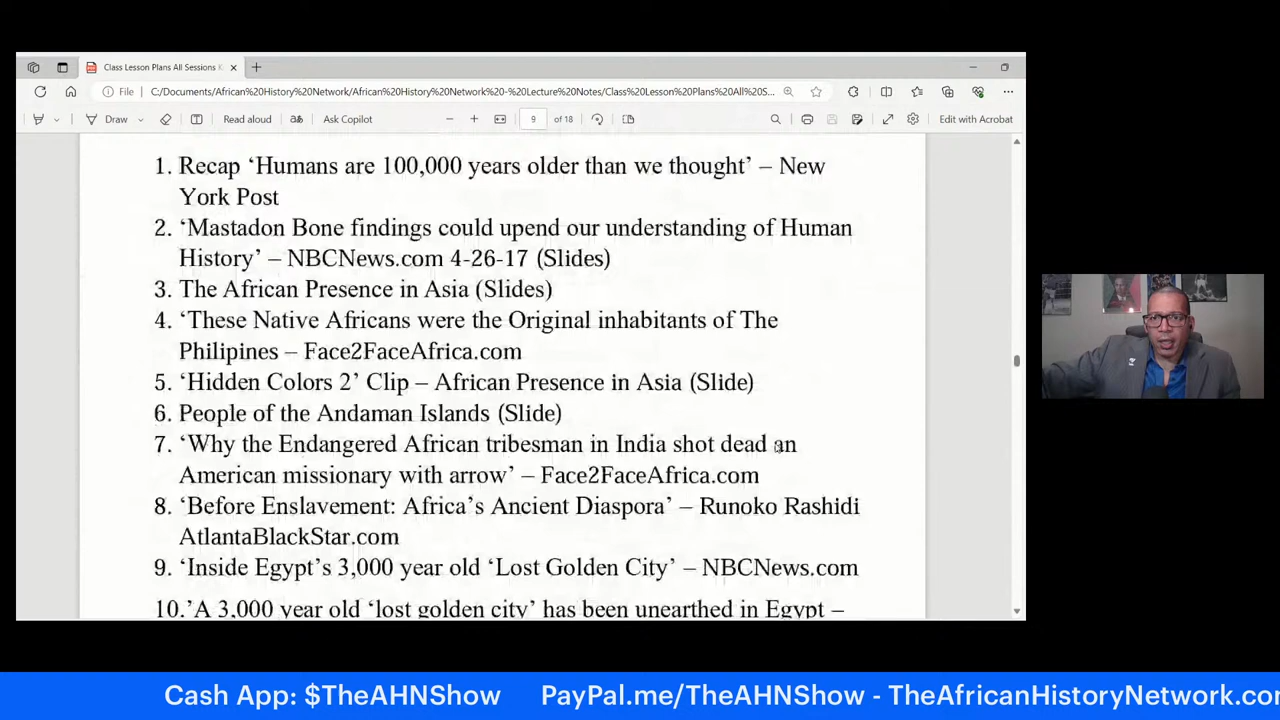 Class Lesson Plans All Sessions K
File
C:/Documents/African%20History%20Network/African%20History%20Network%20-%20Lecture%20Notes/Class%20Lesson%20Plans%20All%20S...
Draw
Read aloud
Ask Copilot
9
of 18
Edit with Acrobat
1. Recap ‘Humans are 100,000 years older than we thought’ – New
York Post
2. ‘Mastadon Bone findings could upend our understanding of Human
History’ – NBCNews.com 4-26-17 (Slides)
3. The African Presence in Asia (Slides)
4. ‘These Native Africans were the Original inhabitants of The
Philipines – Face2FaceAfrica.com
5. ‘Hidden Colors 2’ Clip – African Presence in Asia (Slide)
6. People of the Andaman Islands (Slide)
7. ‘Why the Endangered African tribesman in India shot dead an
American missionary with arrow’ – Face2FaceAfrica.com
8. ‘Before Enslavement: Africa’s Ancient Diaspora’ – Runoko Rashidi
AtlantaBlackStar.com
9. ‘Inside Egypt’s 3,000 year old ‘Lost Golden City’ – NBCNews.com
10.’A 3,000 year old ‘lost golden city’ has been unearthed in Egypt –
Cash App: $TheAHNShow PayPal.me/TheAHNShow - TheAfricanHistoryNetwork.co